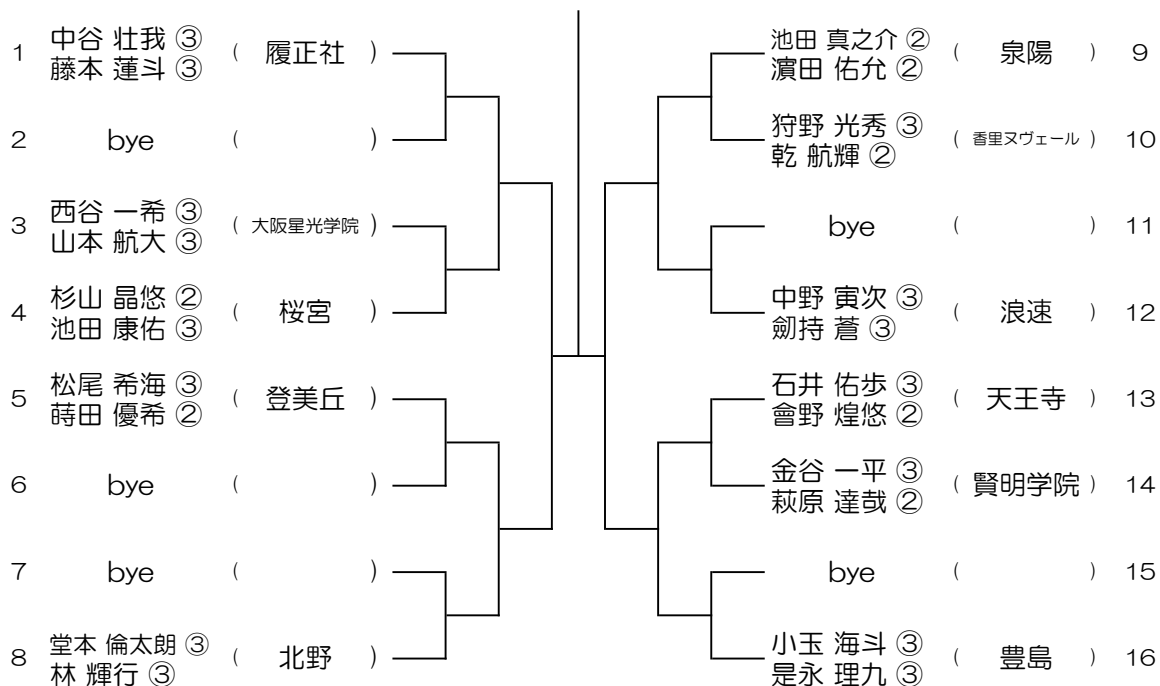 1 中谷 壮我 ③
藤本 蓮斗 ③ ( 履正社 )
2 bye ( )
3 西谷 一希 ③
山本 航大 ③ ( 大阪星光学院 )
4 杉山 晶悠 ②
池田 康佑 ③ ( 桜宮 )
5 松尾 希海 ③
蒔田 優希 ② ( 登美丘 )
6 bye ( )
7 bye ( )
8 堂本 倫太朗 ③
林 輝行 ③ ( 北野 )
池田 真之介 ②
濵田 佑允 ② ( 泉陽 ) 9
狩野 光秀 ③
乾 航輝 ② ( 香里ヌヴェール ) 10
bye ( ) 11
中野 寅次 ③
劒持 蒼 ③ ( 浪速 ) 12
石井 佑歩 ③
會野 煌悠 ② ( 天王寺 ) 13
金谷 一平 ③
萩原 達哉 ② ( 賢明学院 ) 14
bye ( ) 15
小玉 海斗 ③
是永 理九 ③ ( 豊島 ) 16